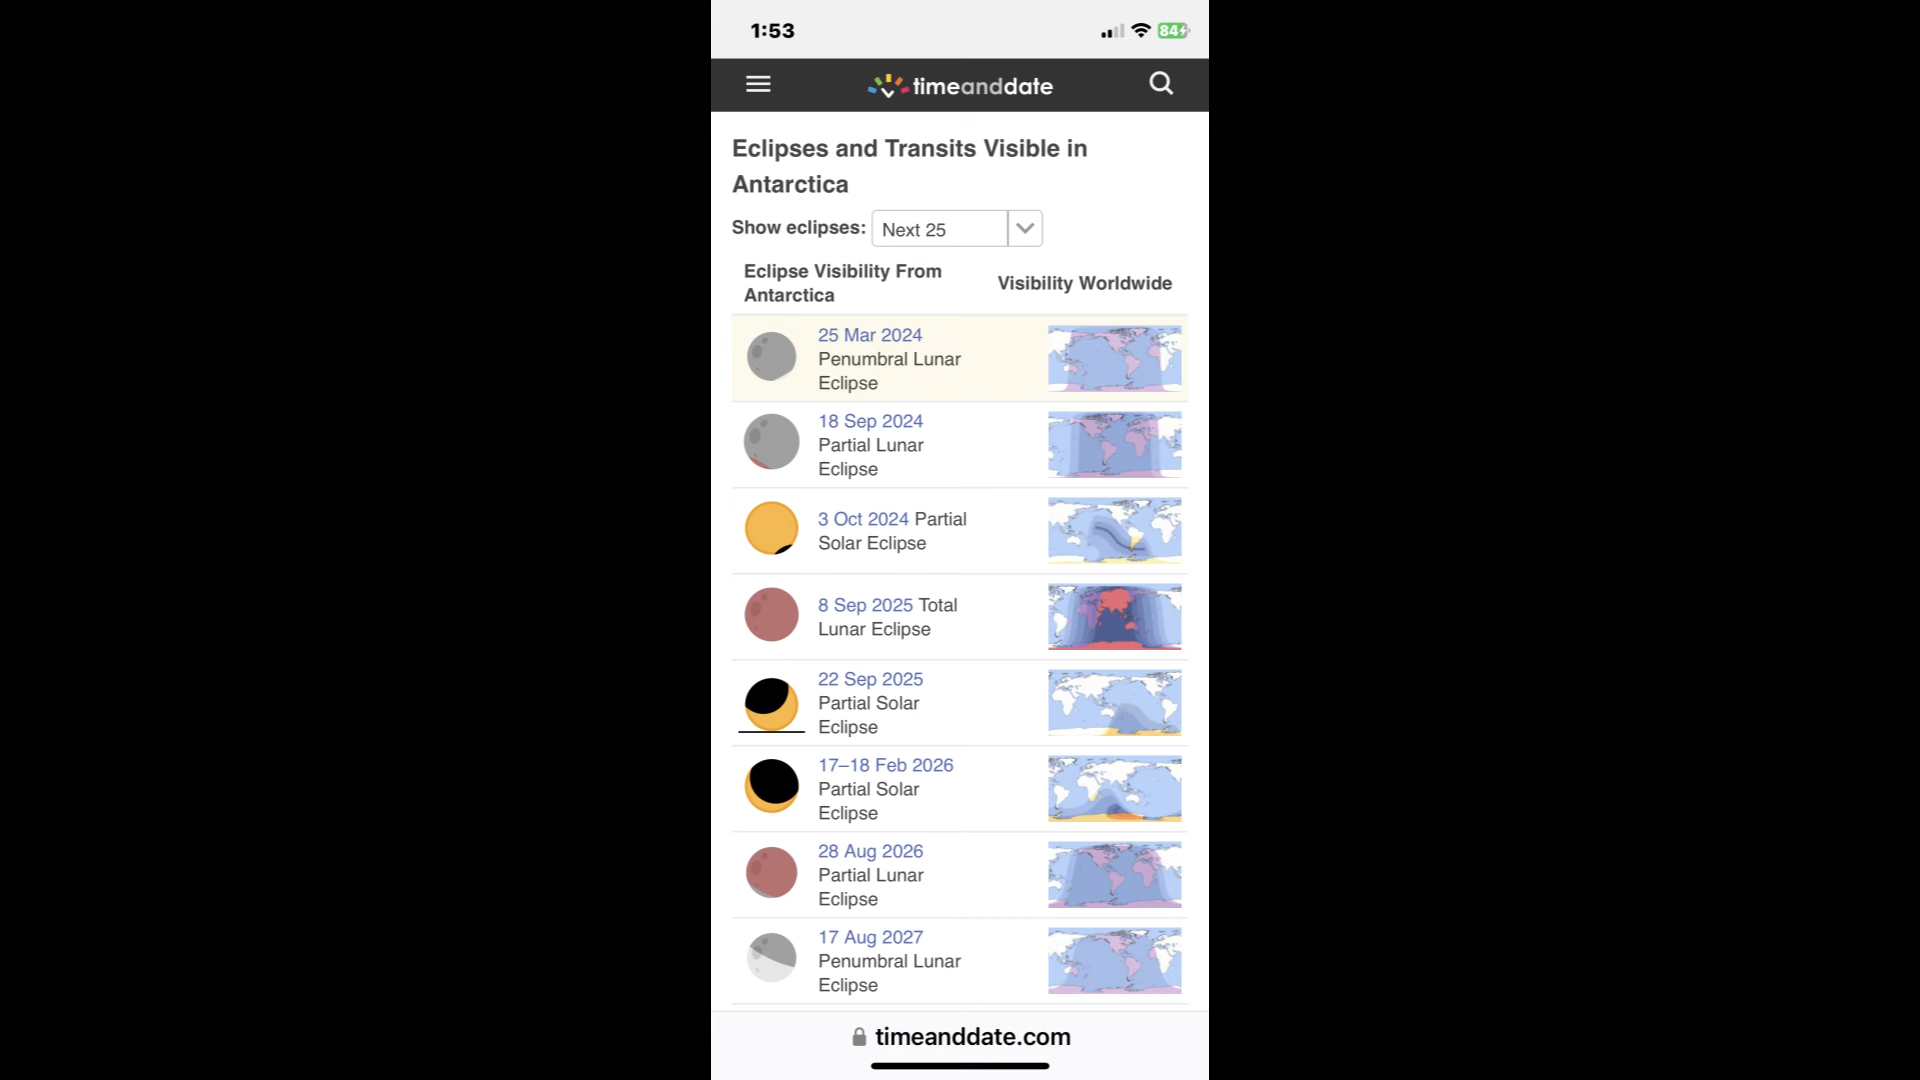 1:53
84
timeanddate
Eclipses and Transits Visible in
Antarctica
Show eclipses: Next 25
Eclipse Visibility From
Antarctica
Visibility Worldwide
25 Mar 2024
Penumbral Lunar
Eclipse
18 Sep 2024
Partial Lunar
Eclipse
3 Oct 2024 Partial
Solar Eclipse
8 Sep 2025 Total
Lunar Eclipse
22 Sep 2025
Partial Solar
Eclipse
17–18 Feb 2026
Partial Solar
Eclipse
28 Aug 2026
Partial Lunar
Eclipse
17 Aug 2027
Penumbral Lunar
Eclipse
timeanddate.com